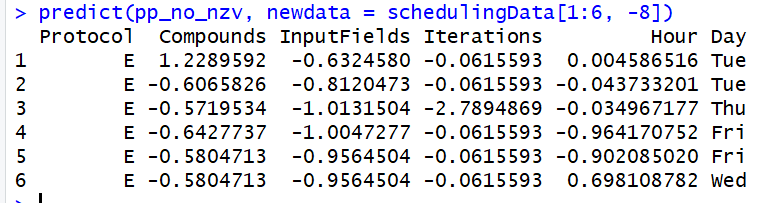 > predict(pp_no_nzv, newdata = schedulingData[1:6, -8])
  Protocol  Compounds InputFields Iterations         Hour Day
1        E  1.2289592  -0.6324580 -0.0615593  0.004586516 Tue
2        E -0.6065826  -0.8120473 -0.0615593 -0.043733201 Tue
3        E -0.5719534  -1.0131504 -2.7894869 -0.034967177 Thu
4        E -0.6427737  -1.0047277 -0.0615593 -0.964170752 Fri
5        E -0.5804713  -0.9564504 -0.0615593 -0.902085020 Fri
6        E -0.5804713  -0.9564504 -0.0615593  0.698108782 Wed
>